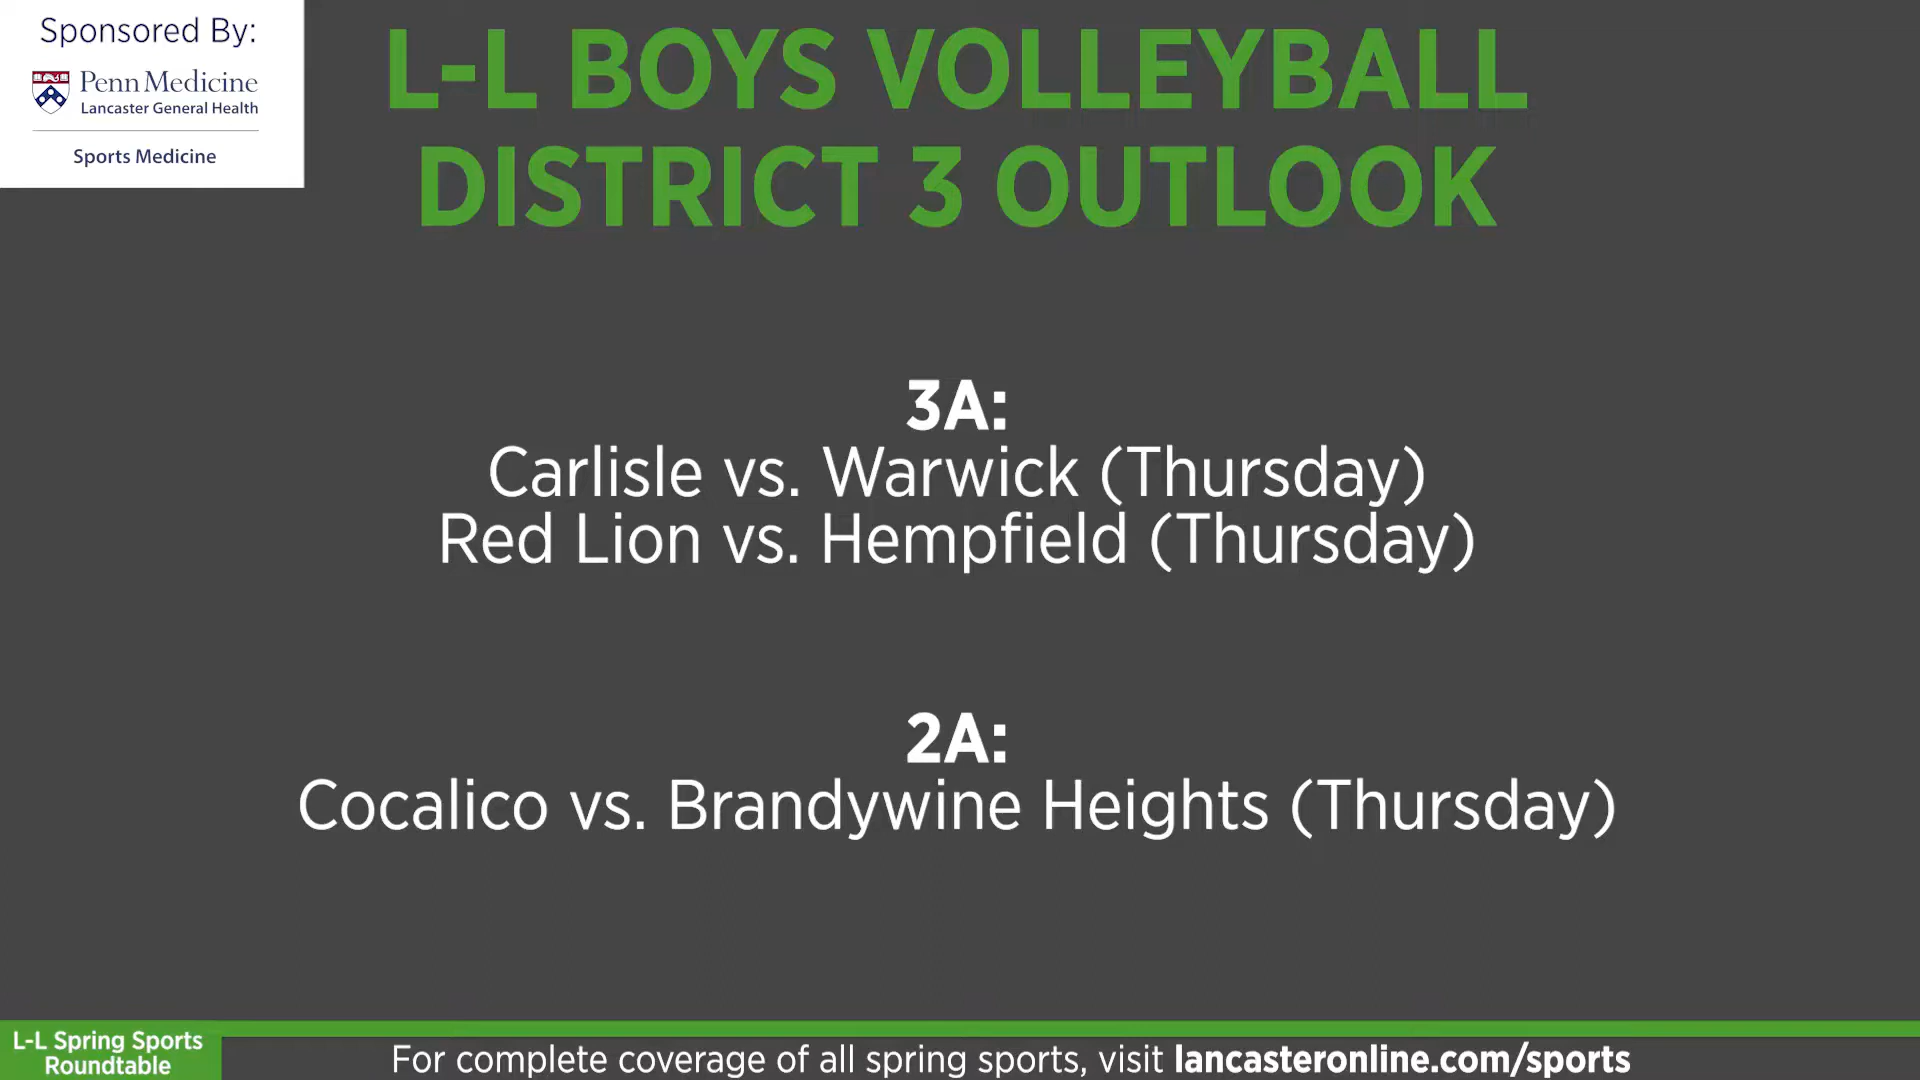 Sponsored By:
Penn Medicine
Lancaster General Health
Sports Medicine
L-L BOYS VOLLEYBALL
DISTRICT 3 OUTLOOK
3A:
Carlisle vs. Warwick (Thursday)
Red Lion vs. Hempfield (Thursday)
2A:
Cocalico vs. Brandywine Heights (Thursday)
L-L Spring Sports
Roundtable
For complete coverage of all spring sports, visit lancasteronline.com/sports